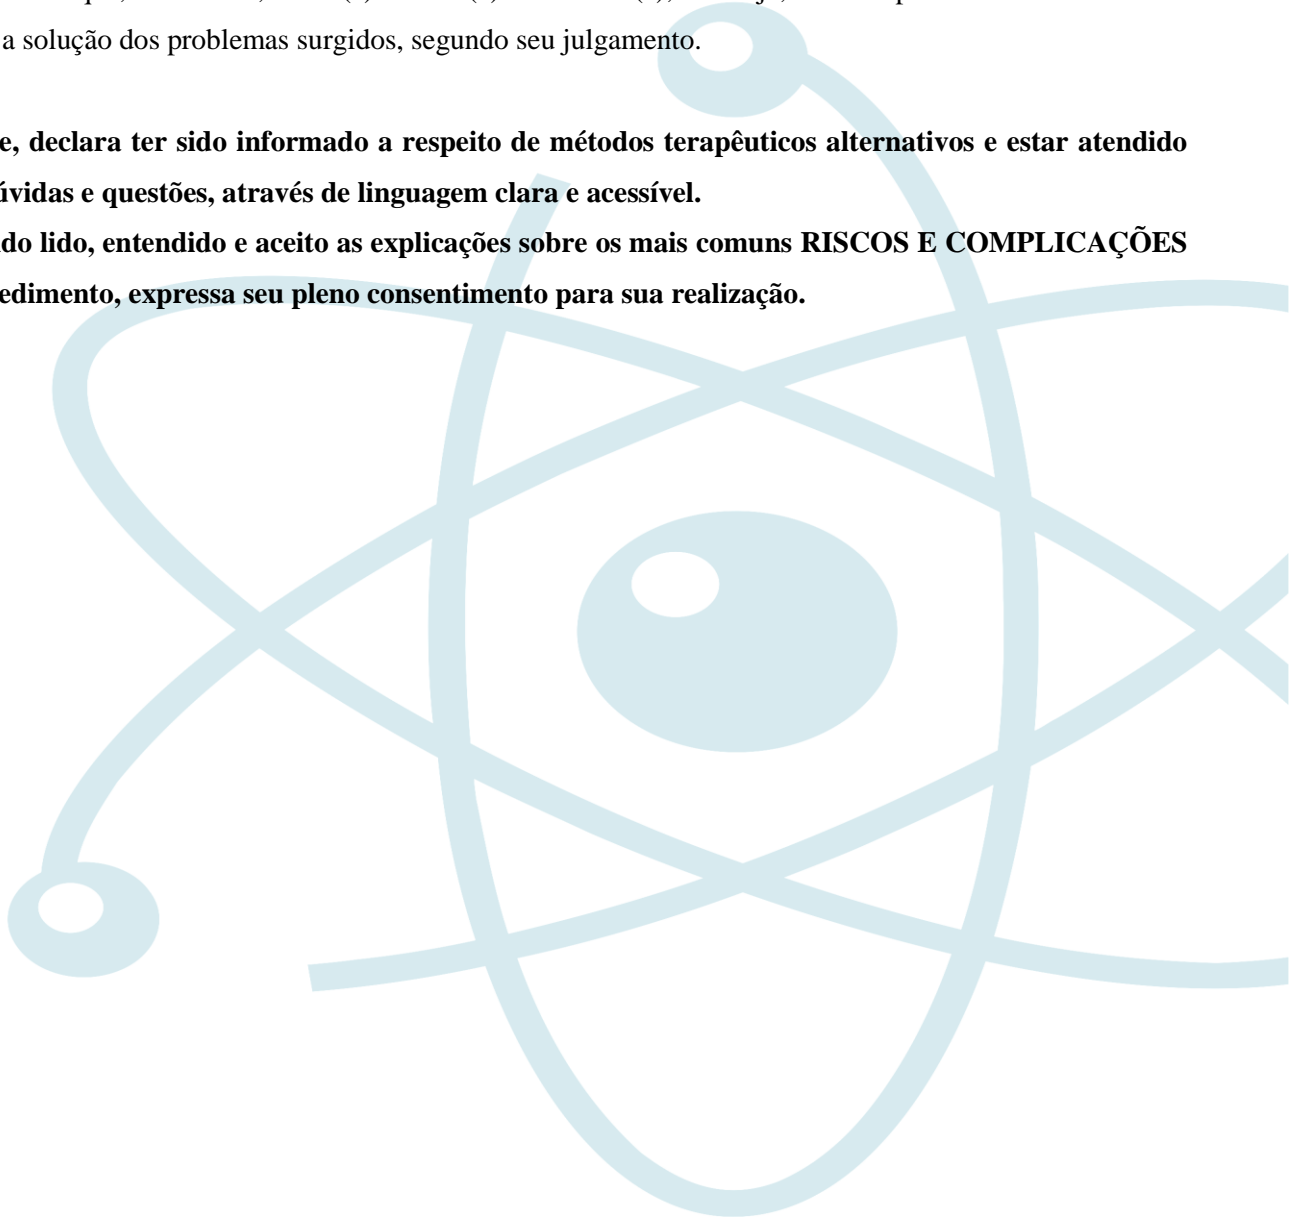 a solução dos problemas surgidos, segundo seu julgamento.
e, declara ter sido informado a respeito de métodos terapêuticos alternativos e estar atendido
úvidas e questões, através de linguagem clara e acessível.
do lido, entendido e aceito as explicações sobre os mais comuns RISCOS E COMPLICAÇÕES
edimento, expressa seu pleno consentimento para sua realização.